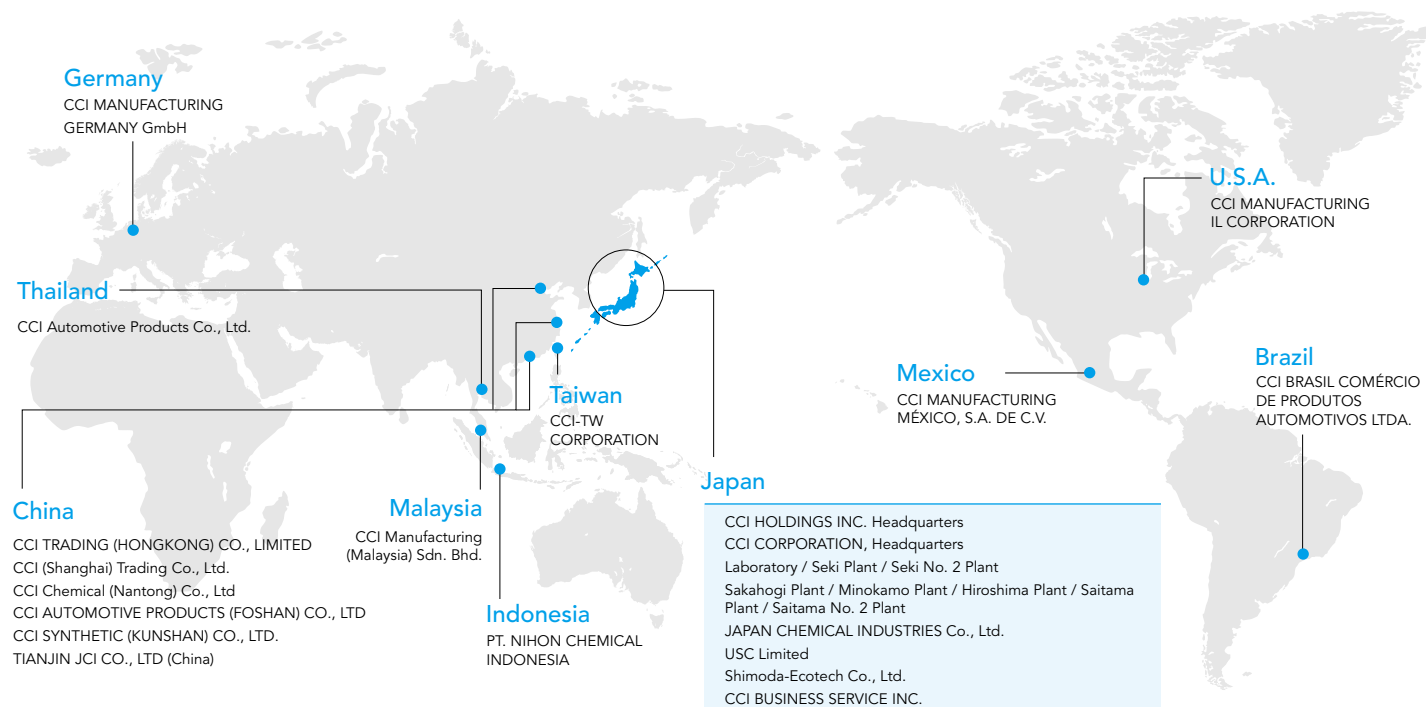 Germany
CCI MANUFACTURING
GERMANY GmbH
U.S.A.
CCI MANUFACTURING
IL CORPORATION
Thailand
CCI Automotive Products Co., Ltd.
Taiwan
CCI-TW
CORPORATION
Mexico
CCI MANUFACTURING
MÉXICO, S.A. DE C.V.
Brazil
CCI BRASIL COMÉRCIO
DE PRODUTOS
AUTOMOTIVOS LTDA.
China
CCI TRADING (HONGKONG) CO., LIMITED
CCI (Shanghai) Trading Co., Ltd.
CCI Chemical (Nantong) Co., Ltd
CCI AUTOMOTIVE PRODUCTS (FOSHAN) CO., LTD
CCI SYNTHETIC (KUNSHAN) CO., LTD.
TIANJIN JCI CO., LTD (China)
Malaysia
CCI Manufacturing
(Malaysia) Sdn. Bhd.
Indonesia
PT. NIHON CHEMICAL
INDONESIA
Japan
CCI HOLDINGS INC. Headquarters
CCI CORPORATION, Headquarters
Laboratory / Seki Plant / Seki No. 2 Plant
Sakahogi Plant / Minokamo Plant / Hiroshima Plant / Saitama
Plant / Saitama No. 2 Plant
JAPAN CHEMICAL INDUSTRIES Co., Ltd.
USC Limited
Shimoda-Ecotech Co., Ltd.
CCI BUSINESS SERVICE INC.